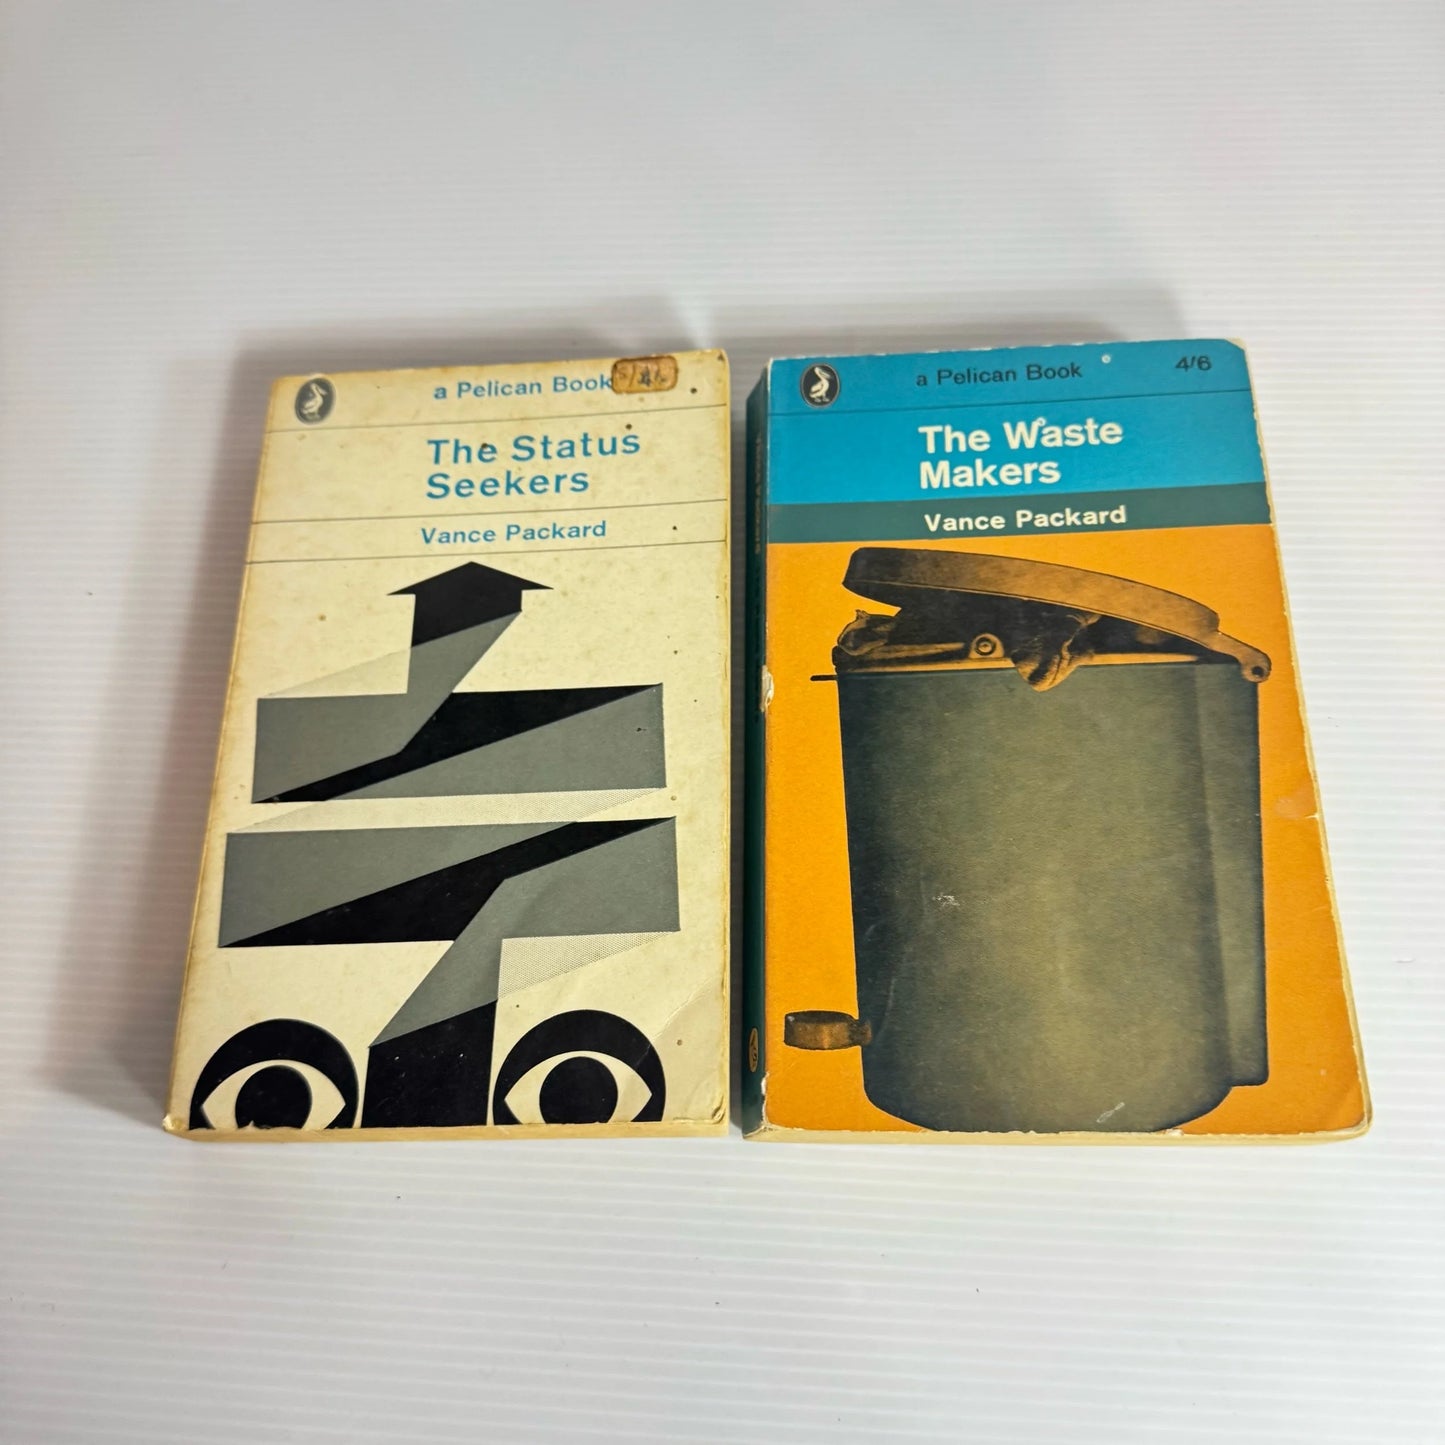 a Pelican Book
The Status
Seekers
Vance Packard
a Pelican Book
4/6
The Waste
Makers
Vance Packard